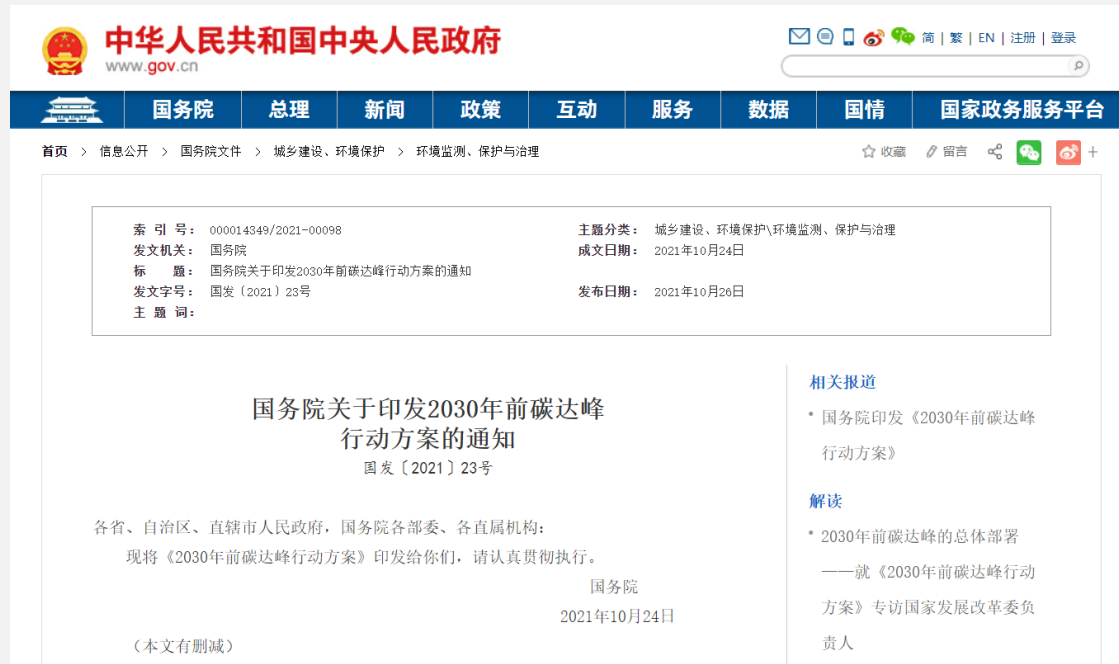 中华人民共和国中央人民政府
www.gov.cn
简 | 繁 | EN | 注册 | 登录
国务院 总理 新闻 政策 互动 服务 数据 国情 国家政务服务平台
首页 > 信息公开 > 国务院文件 > 城乡建设、环境保护 > 环境监测、保护与治理
收藏 留言 +
索 引 号： 000014349/2021-00098 主题分类： 城乡建设、环境保护\环境监测、保护与治理
发文机关： 国务院 成文日期： 2021年10月24日
标 题： 国务院关于印发2030年前碳达峰行动方案的通知
发文字号： 国发〔2021〕23号 发布日期： 2021年10月26日
主 题 词：
国务院关于印发2030年前碳达峰
行动方案的通知
国发〔2021〕23号
各省、自治区、直辖市人民政府，国务院各部委、各直属机构：
现将《2030年前碳达峰行动方案》印发给你们，请认真贯彻执行。
国务院
2021年10月24日
（本文有删减）
相关报道
• 国务院印发《2030年前碳达峰
行动方案》
解读
• 2030年前碳达峰的总体部署
——就《2030年前碳达峰行动
方案》专访国家发展改革委负
责人